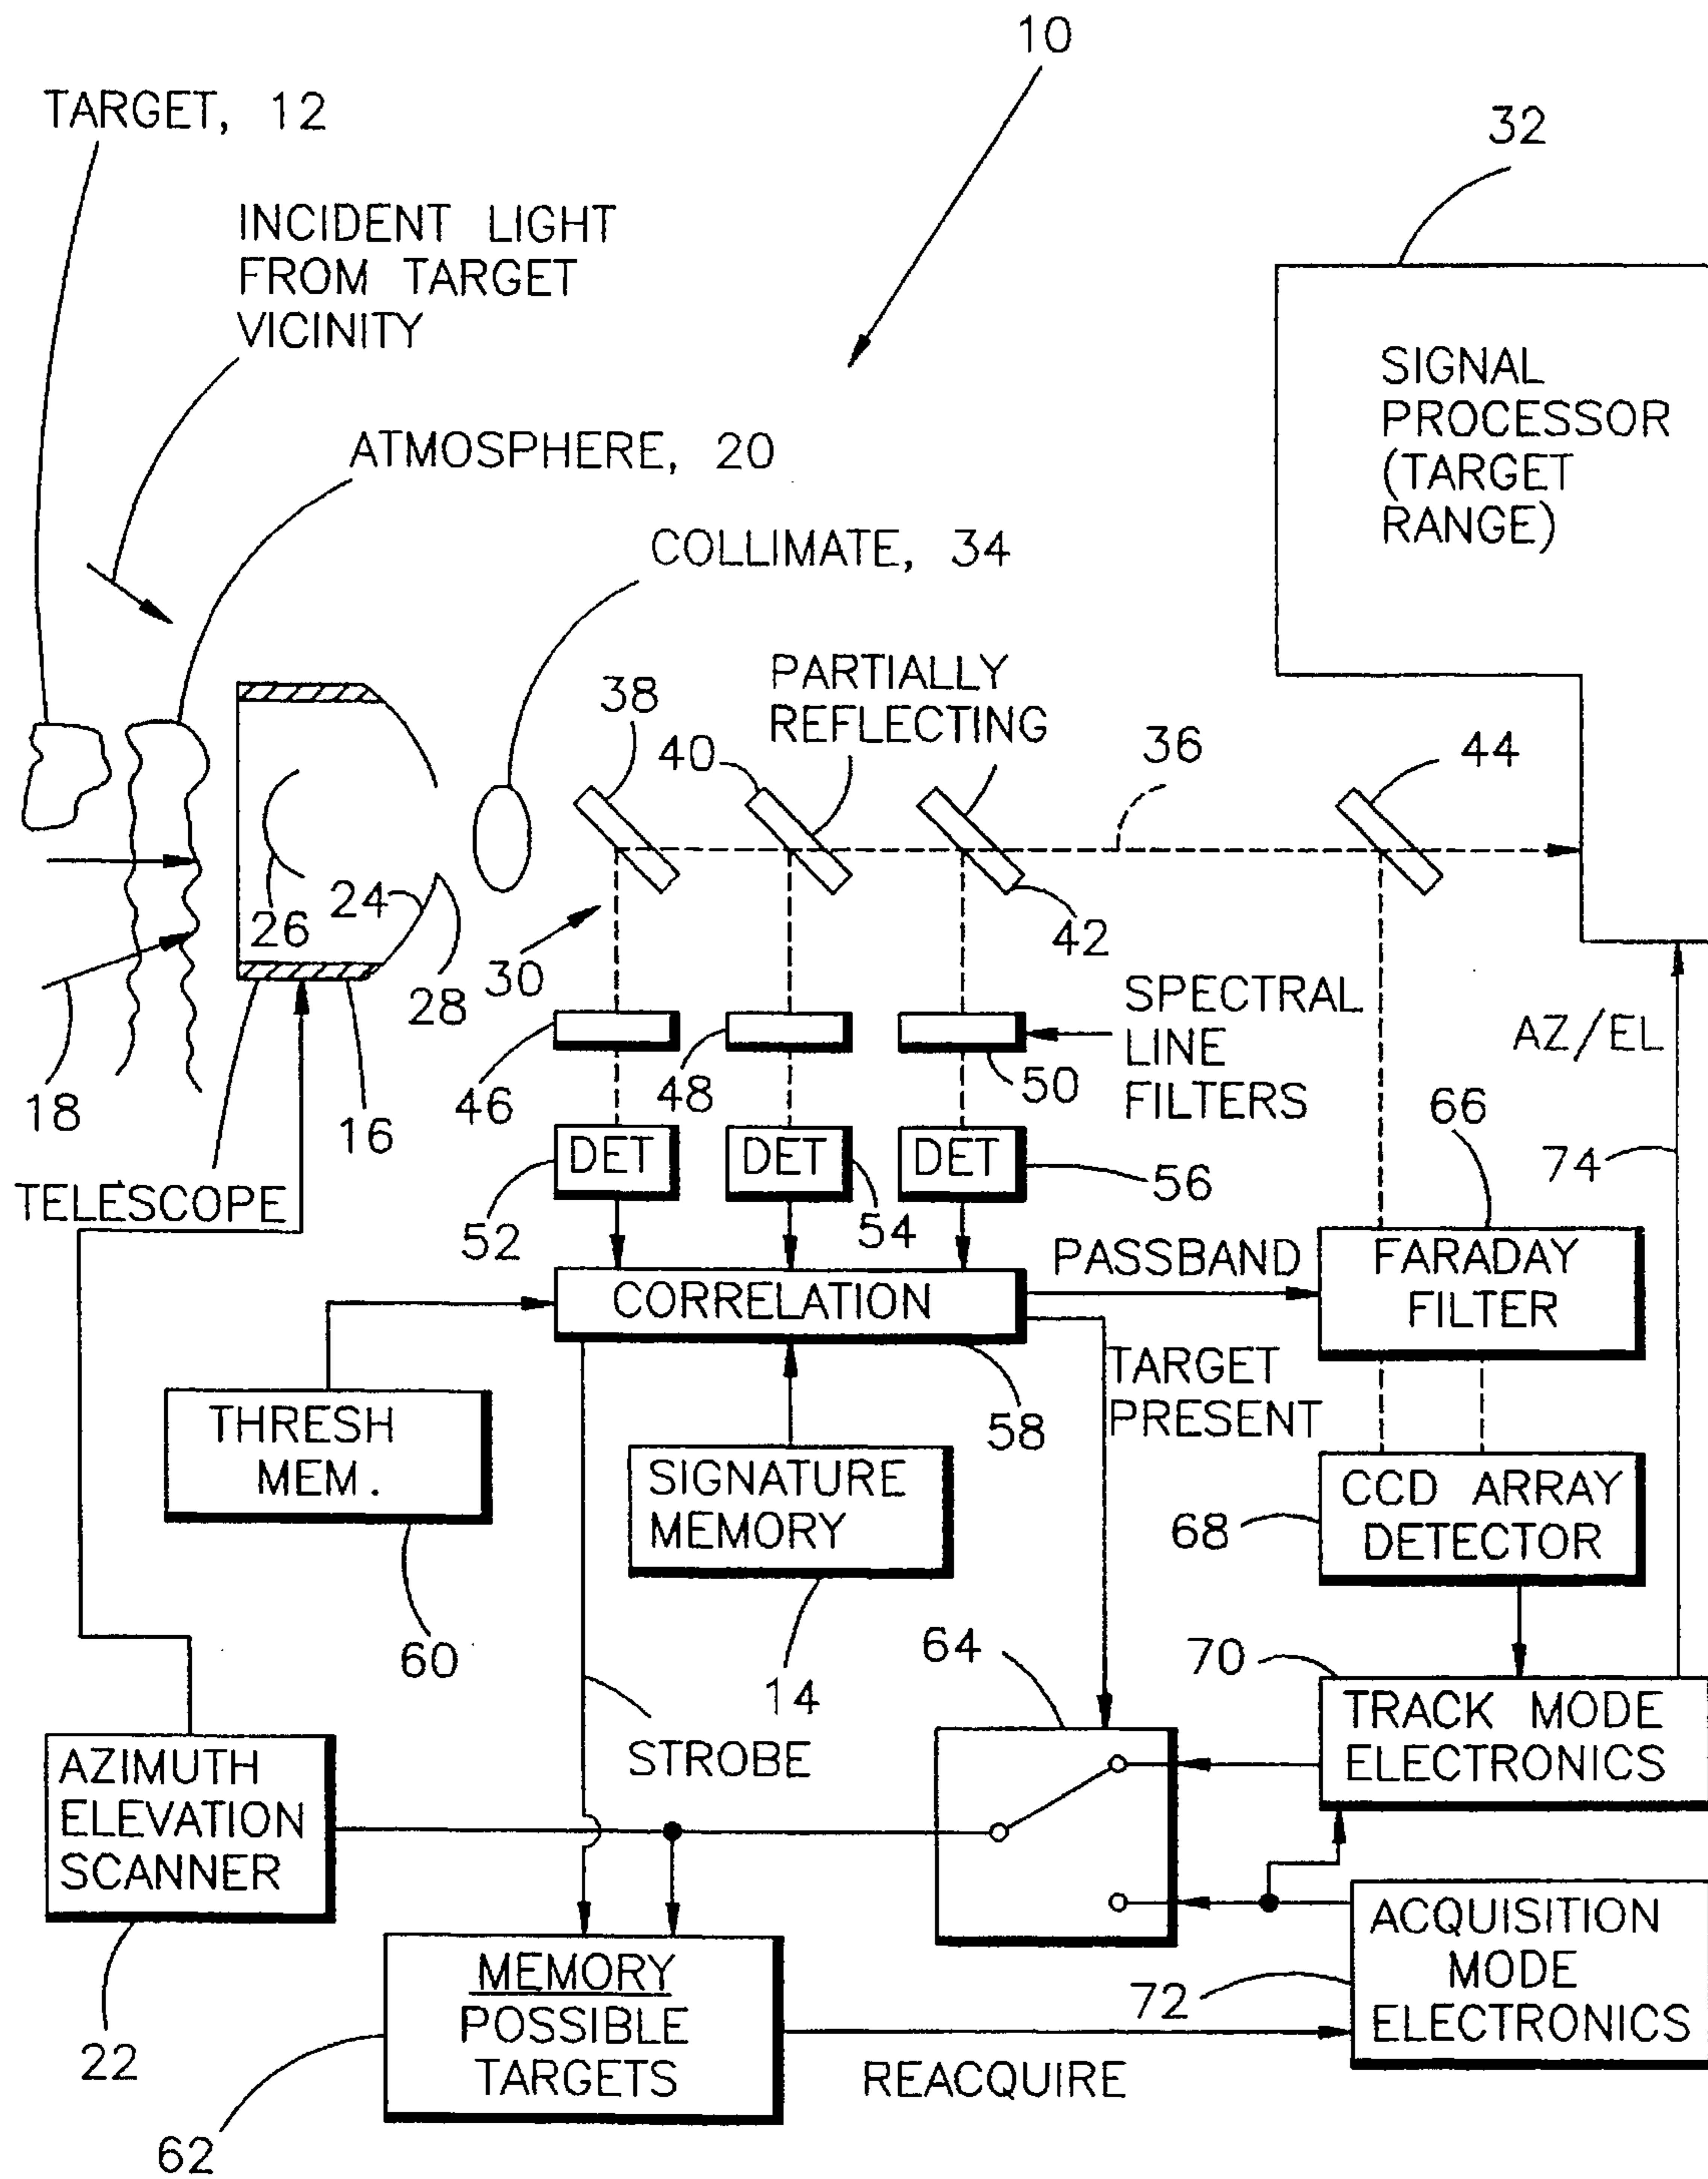 10
TARGET, 12
32
INCIDENT LIGHT
FROM TARGET
VICINITY
SIGNAL
PROCESSOR
(TARGET
RANGE)
ATMOSPHERE, 20
COLLIMATE, 34
PARTIALLY
REFLECTING
38
40
36
44
26
24
42
30
28
18
16
46
48
50
SPECTRAL
LINE
FILTERS
AZ/EL
66
74
TELESCOPE
DET
DET
DET
52
54
56
CORRELATION
PASSBAND
FARADAY
FILTER
TARGET
PRESENT
58
THRESH
MEM.
SIGNATURE
MEMORY
CCD ARRAY
DETECTOR
68
60
14
64
70
STROBE
TRACK MODE
ELECTRONICS
AZIMUTH
ELEVATION
SCANNER
22
MEMORY
POSSIBLE
TARGETS
62
REACQUIRE
72
ACQUISITION
MODE
ELECTRONICS